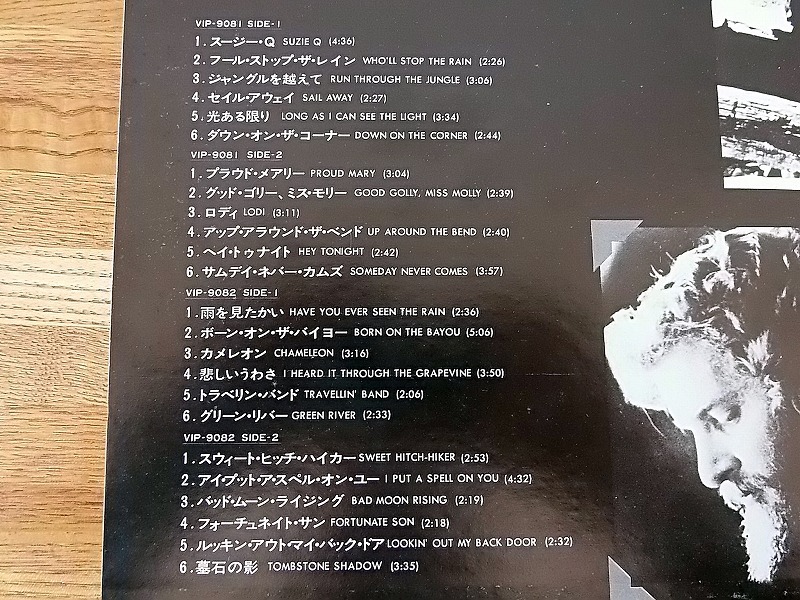 VIP-9081 SIDE-1
1. スージー・Q SUZIE Q (4:36)
2. フール・ストップ・ザ・レイン WHO'LL STOP THE RAIN (2:26)
3. ジャングルを越えて RUN THROUGH THE JUNGLE (3:06)
4. セイル・アウェイ SAIL AWAY (2:27)
5. 光ある限り LONG AS I CAN SEE THE LIGHT (3:34)
6. ダウン・オン・ザ・コーナー DOWN ON THE CORNER (2:44)
VIP-9081 SIDE-2
1. プラウド・メアリー PROUD MARY (3:04)
2. グッド・ゴリー、ミス・モリー GOOD GOLLY, MISS MOLLY (2:39)
3. ロディ LODI (3:11)
4. アップ・アラウンド・ザ・ベンド UP AROUND THE BEND (2:40)
5. ヘイ・トゥナイト HEY TONIGHT (2:42)
6. サムデイ・ネバー・カムズ SOMEDAY NEVER COMES (3:57)
VIP-9082 SIDE-1
1. 雨を見たかい HAVE YOU EVER SEEN THE RAIN (2:36)
2. ボーン・オン・ザ・バイヨー BORN ON THE BAYOU (5:06)
3. カメレオン CHAMELEON (3:16)
4. 悲しいうわさ I HEARD IT THROUGH THE GRAPEVINE (3:50)
5. トラベリン・バンド TRAVELLIN' BAND (2:06)
6. グリーン・リバー GREEN RIVER (2:33)
VIP-9082 SIDE-2
1. スウィート・ヒッチ・ハイカー SWEET HITCH-HIKER (2:53)
2. アイ・プット・ア・スペル・オン・ユー I PUT A SPELL ON YOU (4:32)
3. バッド・ムーン・ライジング BAD MOON RISING (2:19)
4. フォーチュネイト・サン FORTUNATE SON (2:18)
5. ルッキン・アウト・マイ・バック・ドア LOOKIN' OUT MY BACK DOOR (2:32)
6. 墓石の影 TOMBSTONE SHADOW (3:35)